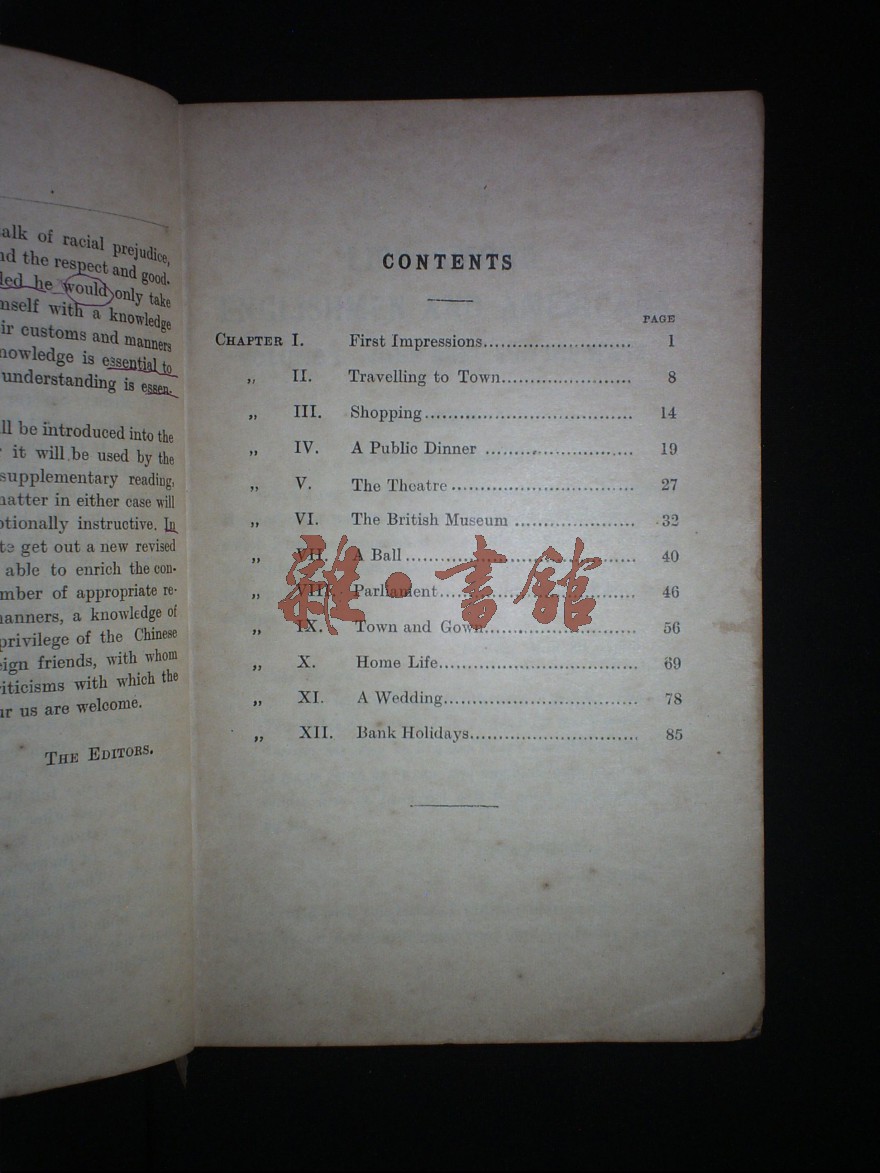 alk of racial prejudice,
nd the respect and good-
led he would only take
mself with a knowledge
ir customs and manners
nowledge is essential to
understanding is essen-
ll be introduced into the
it will be used by the
supplementary reading,
natter in either case will
ptionally instructive. In
to get out a new revised
able to enrich the con-
mber of appropriate re-
nanners, a knowledge of
privilege of the Chinese
eign friends, with whom
riticisms with which the
ur us are welcome.
THE EDITORS.
CONTENTS
PAGE
CHAPTER I. First Impressions 1
„ II. Travelling to Town 8
„ III. Shopping 14
„ IV. A Public Dinner 19
„ V. The Theatre 27
„ VI. The British Museum 32
„ VII. A Ball 40
„ VIII. Parliament 46
„ IX. Town and Gown 56
„ X. Home Life 69
„ XI. A Wedding 78
„ XII. Bank Holidays 85
雜·書館